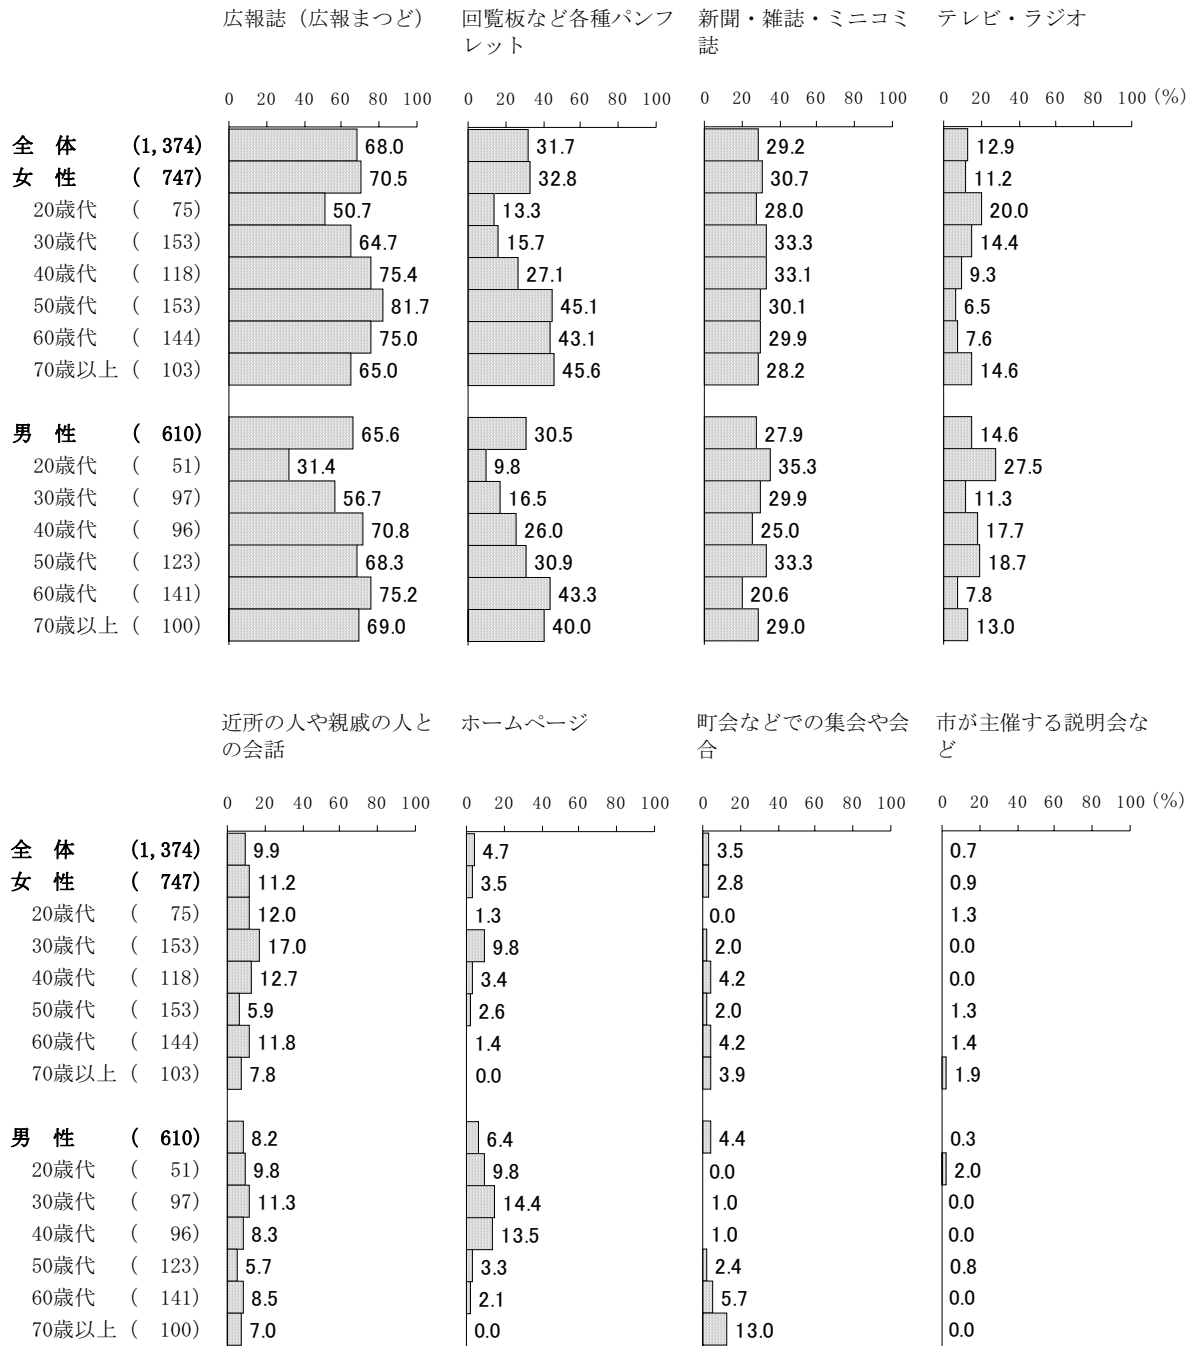 広報誌（広報まつど） 回覧板など各種パンフ 新聞・雑誌・ミニコミ テレビ・ラジオ
レット 誌
0 20 40 60 80 100 0 20 40 60 80 100 0 20 40 60 80 100 0 20 40 60 80 100 (%)
全 体 (1,374) 68.0 31.7 29.2 12.9
女 性 ( 747) 70.5 32.8 30.7 11.2
20歳代 ( 75) 50.7 13.3 28.0 20.0
30歳代 ( 153) 64.7 15.7 33.3 14.4
40歳代 ( 118) 75.4 27.1 33.1 9.3
50歳代 ( 153) 81.7 45.1 30.1 6.5
60歳代 ( 144) 75.0 43.1 29.9 7.6
70歳以上 ( 103) 65.0 45.6 28.2 14.6
男 性 ( 610) 65.6 30.5 27.9 14.6
20歳代 ( 51) 31.4 9.8 35.3 27.5
30歳代 ( 97) 56.7 16.5 29.9 11.3
40歳代 ( 96) 70.8 26.0 25.0 17.7
50歳代 ( 123) 68.3 30.9 33.3 18.7
60歳代 ( 141) 75.2 43.3 20.6 7.8
70歳以上 ( 100) 69.0 40.0 29.0 13.0
近所の人や親戚の人と ホームページ 町会などでの集会や会 市が主催する説明会な
の会話 合 ど
0 20 40 60 80 100 0 20 40 60 80 100 0 20 40 60 80 100 0 20 40 60 80 100 (%)
全 体 (1,374) 9.9 4.7 3.5 0.7
女 性 ( 747) 11.2 3.5 2.8 0.9
20歳代 ( 75) 12.0 1.3 0.0 1.3
30歳代 ( 153) 17.0 9.8 2.0 0.0
40歳代 ( 118) 12.7 3.4 4.2 0.0
50歳代 ( 153) 5.9 2.6 2.0 1.3
60歳代 ( 144) 11.8 1.4 4.2 1.4
70歳以上 ( 103) 7.8 0.0 3.9 1.9
男 性 ( 610) 8.2 6.4 4.4 0.3
20歳代 ( 51) 9.8 9.8 0.0 2.0
30歳代 ( 97) 11.3 14.4 1.0 0.0
40歳代 ( 96) 8.3 13.5 1.0 0.0
50歳代 ( 123) 5.7 3.3 2.4 0.8
60歳代 ( 141) 8.5 2.1 5.7 0.0
70歳以上 ( 100) 7.0 0.0 13.0 0.0